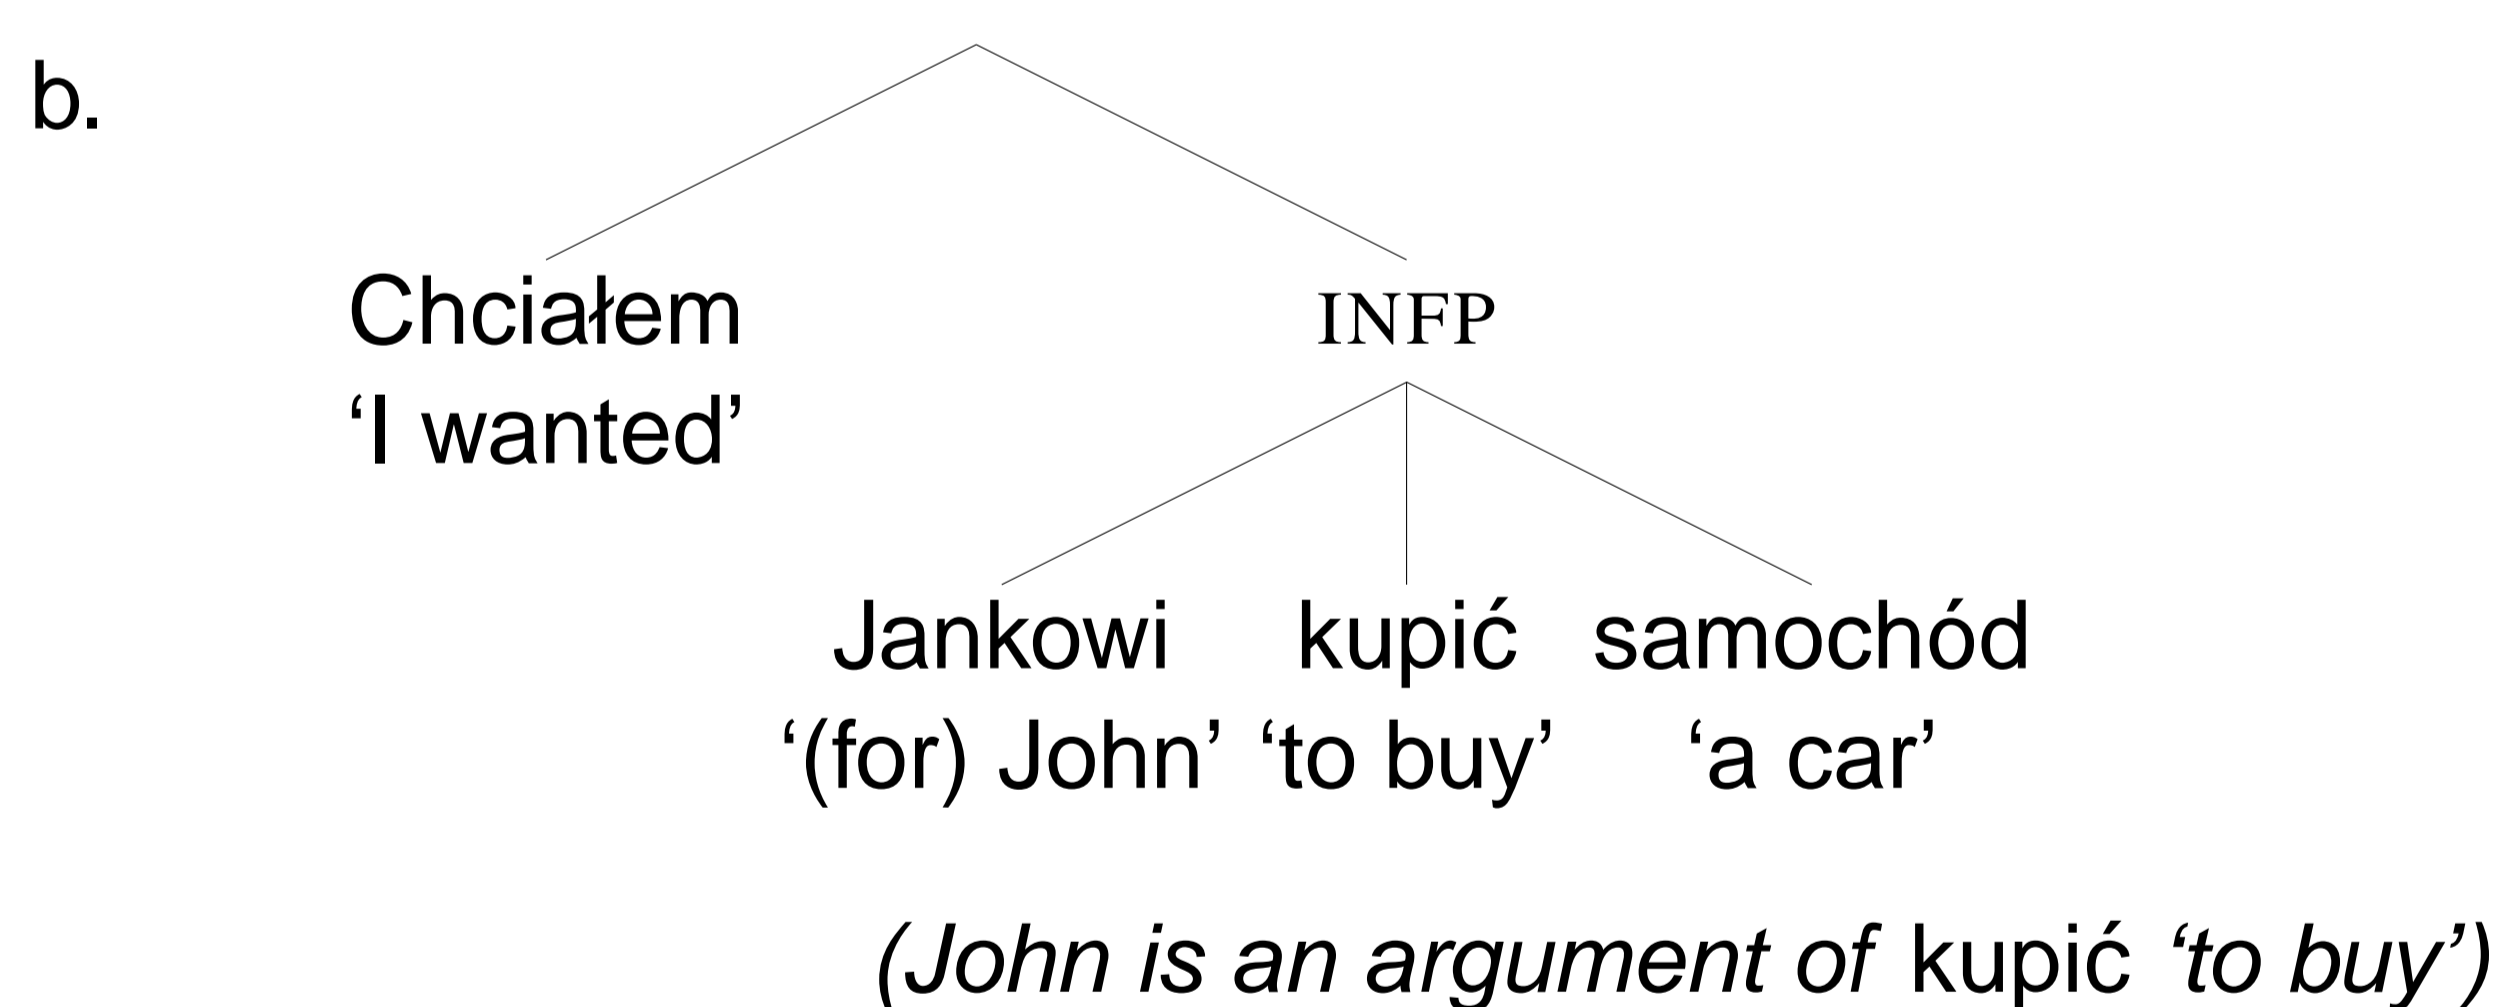 b.
Chciałem INFP
‘I wanted’
Jankowi kupić samochód
‘(for) John’ ‘to buy’ ‘a car’
(John is an argument of kupić ‘to buy’)